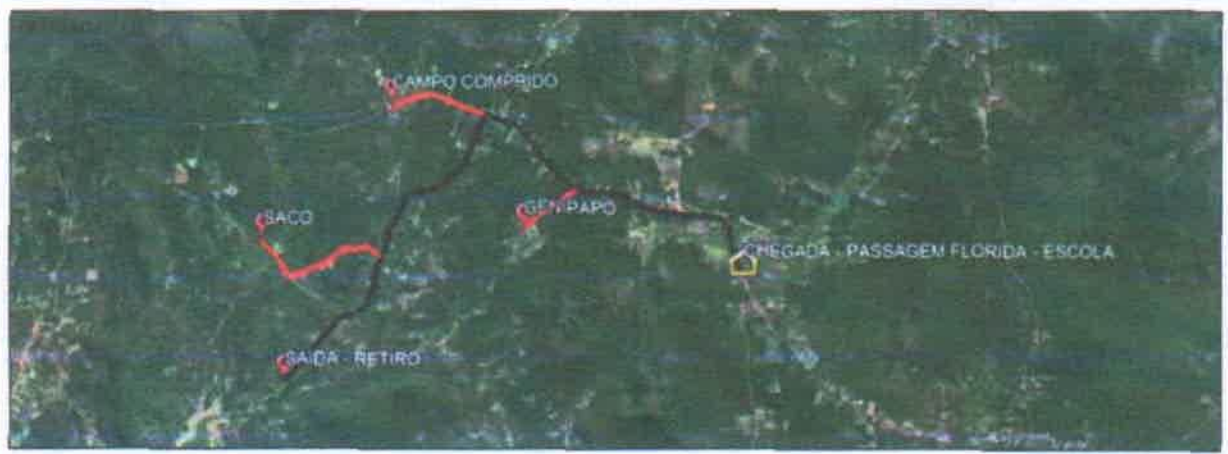 CAMPO COMPRIDO
SACO
GENIPAPO
CHEGADA - PASSAGEM FLORIDA - ESCOLA
SAIDA - RETIRO